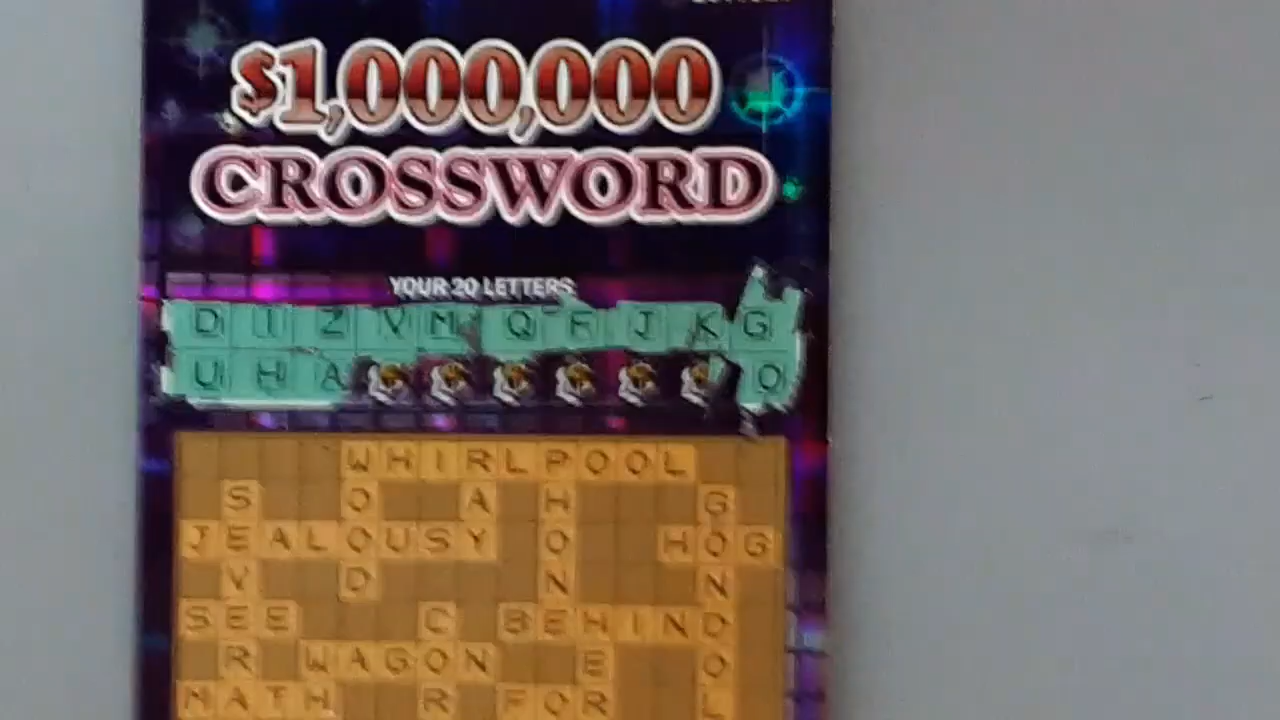 $1,000,000
CROSSWORD
YOUR 20 LETTERS
D I Z V M Q F J K G
U H A O
WHIRLPOOL
S O A H G
JEALOUSY O HOG
V D N N
SEE C BEHIND
R WAGON E O
MATH R FOR L